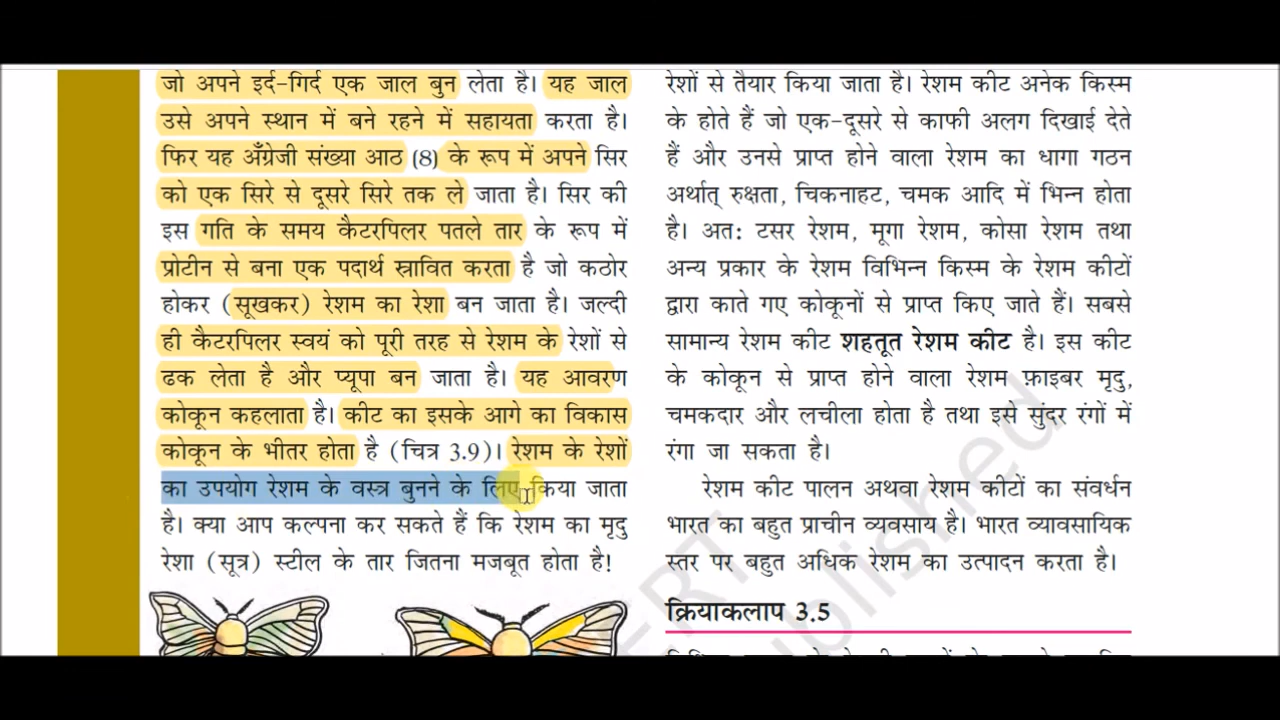 जो अपने इर्द-गिर्द एक जाल बुन लेता है। यह जाल
उसे अपने स्थान में बने रहने में सहायता करता है।
फिर यह अँग्रेजी संख्या आठ (8) के रूप में अपने सिर
को एक सिरे से दूसरे सिरे तक ले जाता है। सिर की
इस गति के समय कैटरपिलर पतले तार के रूप में
प्रोटीन से बना एक पदार्थ स्रावित करता है जो कठोर
होकर (सूखकर) रेशम का रेशा बन जाता है। जल्दी
ही कैटरपिलर स्वयं को पूरी तरह से रेशम के रेशों से
ढक लेता है और प्यूपा बन जाता है। यह आवरण
कोकून कहलाता है। कीट का इसके आगे का विकास
कोकून के भीतर होता है (चित्र 3.9)। रेशम के रेशों
का उपयोग रेशम के वस्त्र बुनने के लिए किया जाता
है। क्या आप कल्पना कर सकते हैं कि रेशम का मृदु
रेशा (सूत्र) स्टील के तार जितना मजबूत होता है!
रेशों से तैयार किया जाता है। रेशम कीट अनेक किस्म
के होते हैं जो एक-दूसरे से काफी अलग दिखाई देते
हैं और उनसे प्राप्त होने वाला रेशम का धागा गठन
अर्थात् रुक्षता, चिकनाहट, चमक आदि में भिन्न होता
है। अत: टसर रेशम, मूगा रेशम, कोसा रेशम तथा
अन्य प्रकार के रेशम विभिन्न किस्म के रेशम कीटों
द्वारा काते गए कोकूनों से प्राप्त किए जाते हैं। सबसे
सामान्य रेशम कीट शहतूत रेशम कीट है। इस कीट
के कोकून से प्राप्त होने वाला रेशम फ़ाइबर मृदु,
चमकदार और लचीला होता है तथा इसे सुंदर रंगों में
रंगा जा सकता है।
रेशम कीट पालन अथवा रेशम कीटों का संवर्धन
भारत का बहुत प्राचीन व्यवसाय है। भारत व्यावसायिक
स्तर पर बहुत अधिक रेशम का उत्पादन करता है।
क्रियाकलाप 3.5